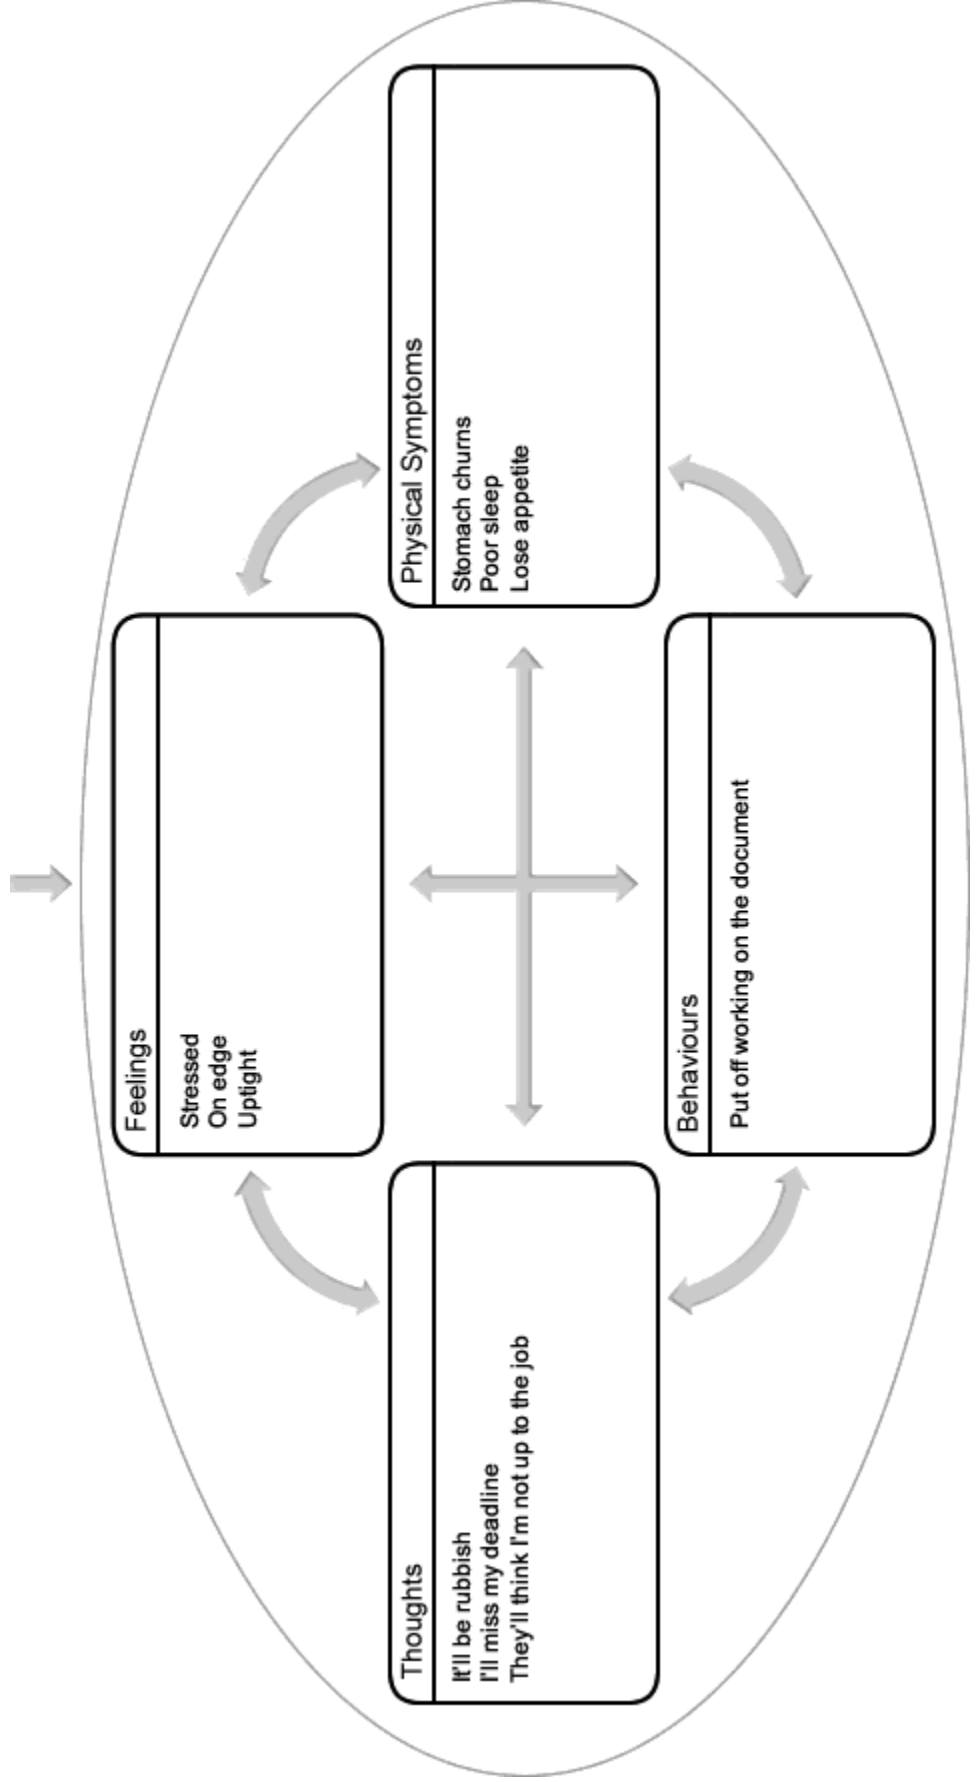 Feelings
Stressed
On edge
Uptight
Thoughts
It'll be rubbish
I'll miss my deadline
They'll think I'm not up to the job
Physical Symptoms
Stomach churns
Poor sleep
Lose appetite
Behaviours
Put off working on the document